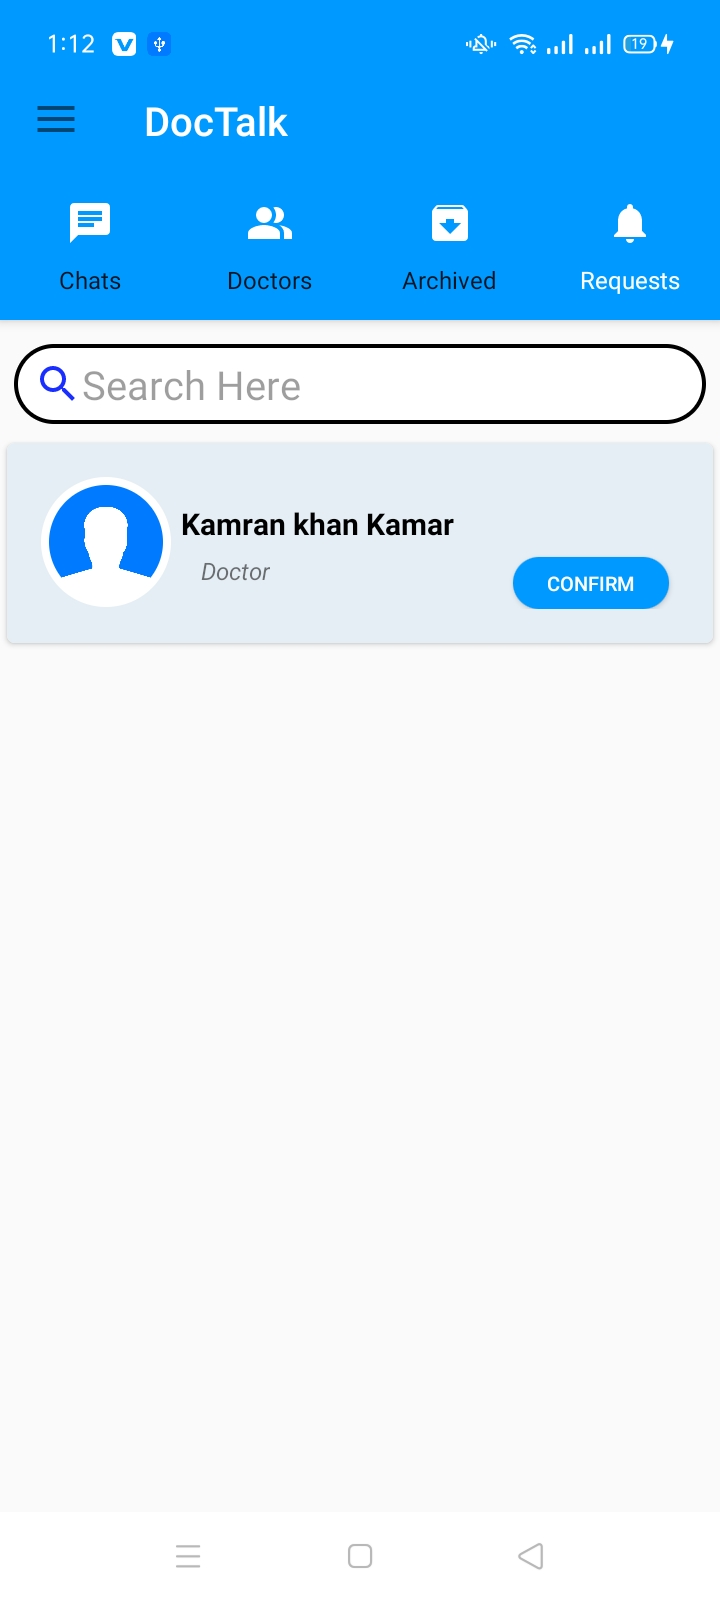 1:12
19
DocTalk
Chats Doctors Archived Requests
Search Here
Kamran khan Kamar
Doctor
CONFIRM